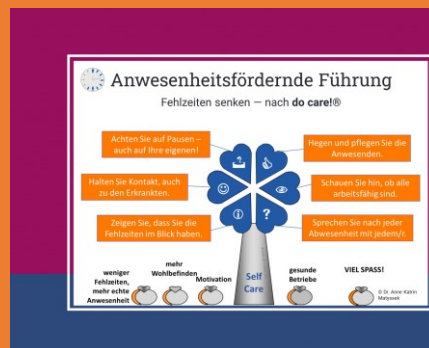 Anwesenheitsfördernde Führung
Fehlzeiten senken – nach do care!®
Achten Sie auf Pausen –
auch auf Ihre eigenen!
Hegen und pflegen Sie die
Anwesenden.
Halten Sie Kontakt, auch
zu den Erkrankten.
Schauen Sie hin, ob alle
arbeitsfähig sind.
Zeigen Sie, dass Sie die
Fehlzeiten im Blick haben.
?
Sprechen Sie nach jeder
Abwesenheit mit jedem/r.
weniger
Fehlzeiten,
mehr echte
Anwesenheit
mehr
Wohlbefinden
Motivation
Self
Care
gesunde
Betriebe
VIEL SPASS!
© Dr. Anne Katrin
Matyssek